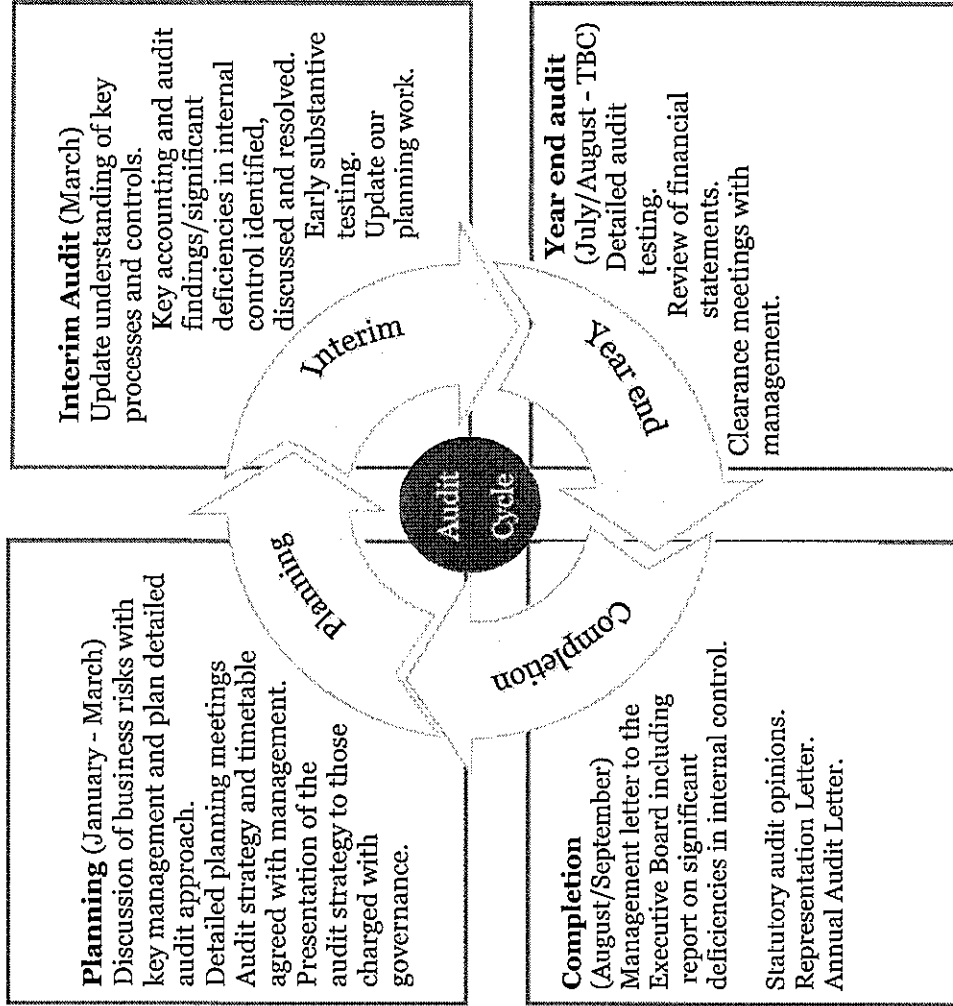 Planning (January - March)
Discussion of business risks with
key management and plan detailed
audit approach.
Detailed planning meetings
Audit strategy and timetable
agreed with management.
Presentation of the
audit strategy to those
charged with
governance.
Interim Audit (March)
Update understanding of key
processes and controls.
Key accounting and audit
findings/significant
deficiencies in internal
control identified,
discussed and resolved.
Early substantive
testing.
Update our
planning work.
Planning
Interim
Audit
Cycle
Completion
Year end
Completion
(August/September)
Management letter to the
Executive Board including
report on significant
deficiencies in internal control.
Statutory audit opinions.
Representation Letter.
Annual Audit Letter.
Year end audit
(July/August - TBC)
Detailed audit
testing.
Review of financial
statements.
Clearance meetings with
management.